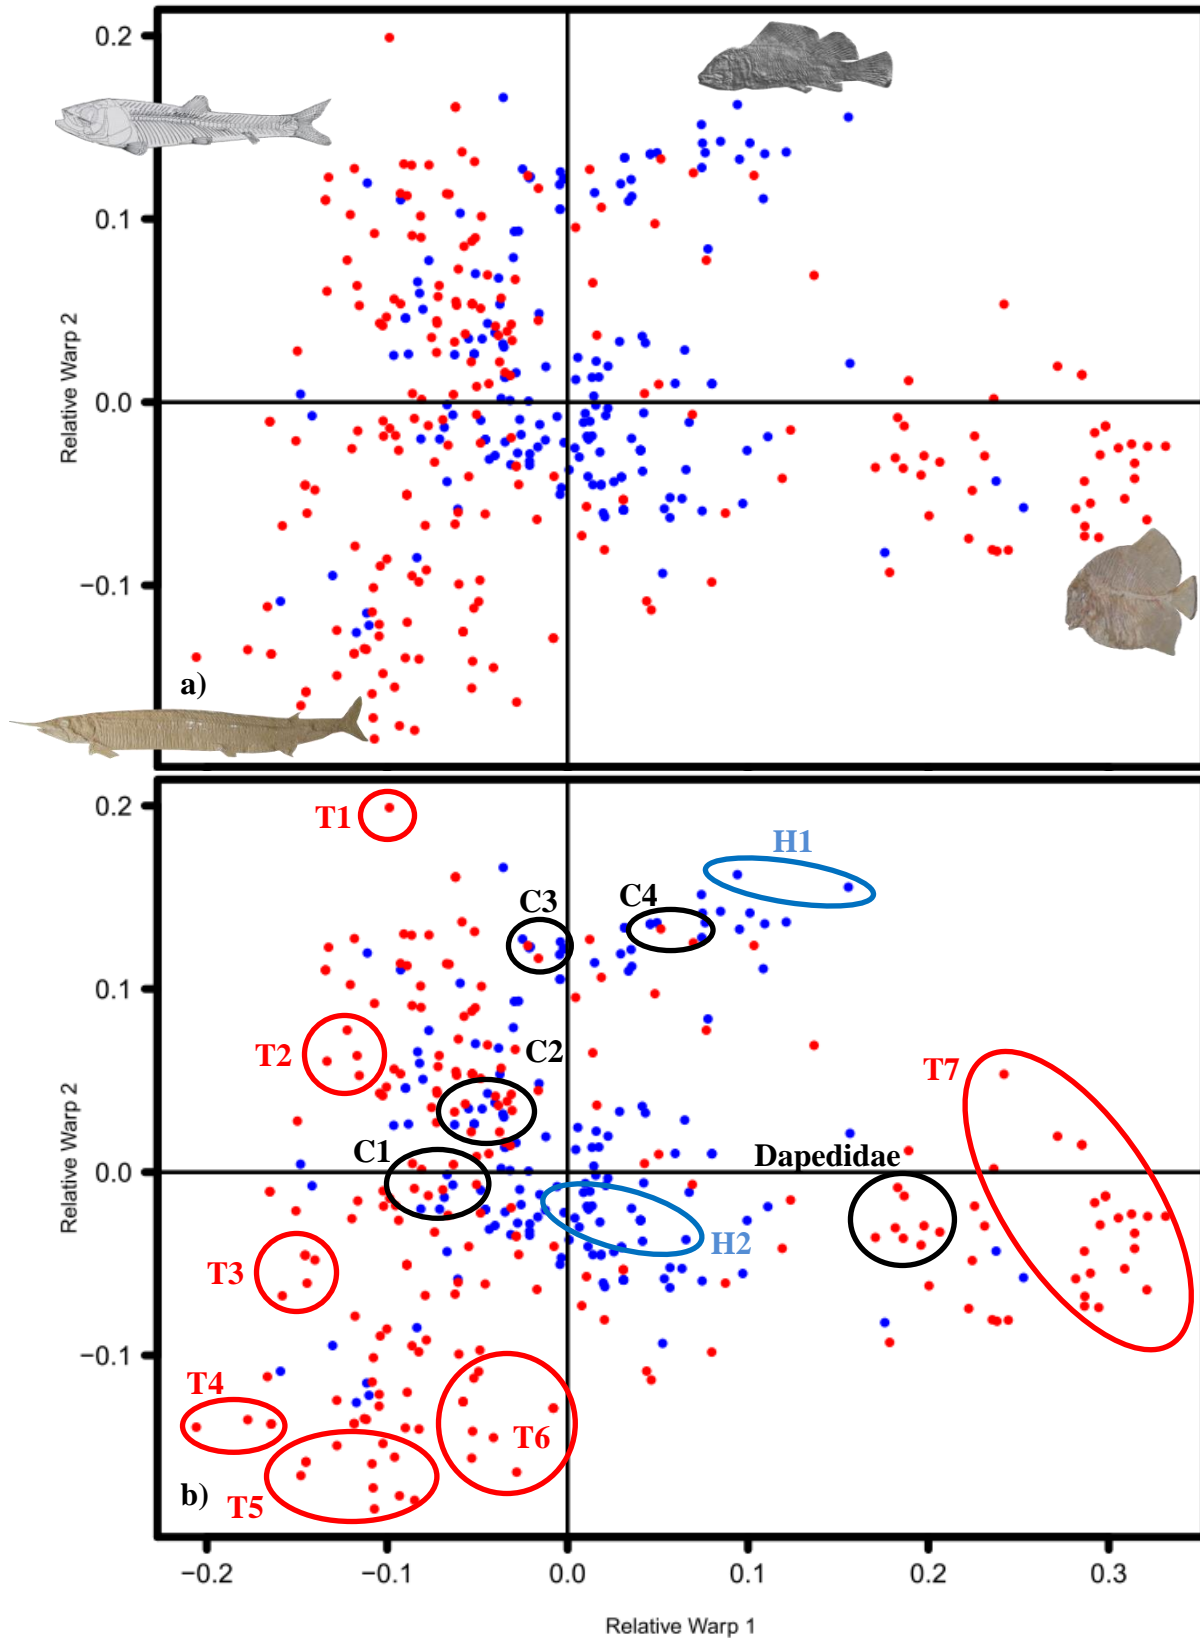 0.2
0.1
0.0
−0.1
Relative Warp 2
a)
0.2
0.1
0.0
−0.1
Relative Warp 2
T1
H1
C3
C4
T2
C2
T7
C1
Dapedidae
H2
T3
T4
T6
T5
b)
−0.2
−0.1
0.0
0.1
0.2
0.3
Relative Warp 1